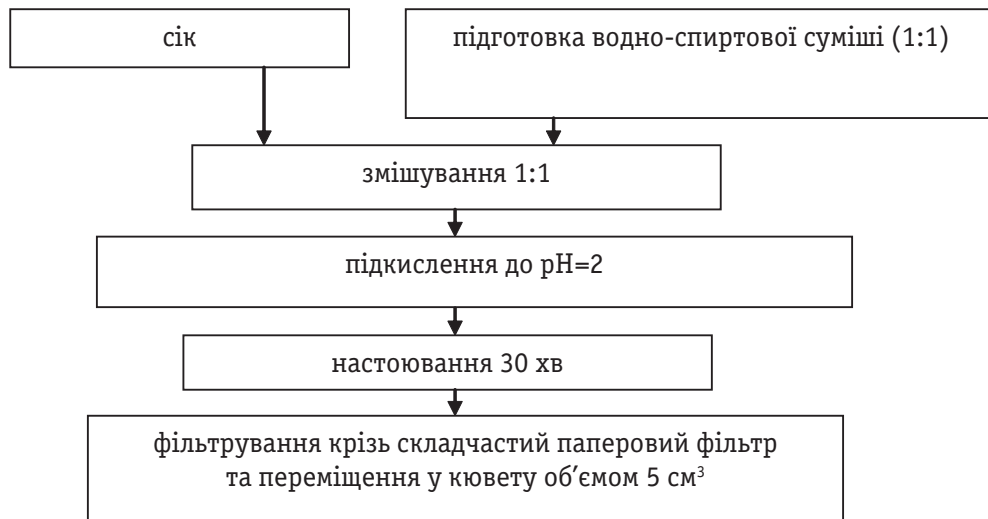 сік
підготовка водно-спиртової суміші (1:1)
змішування 1:1
підкислення до рН=2
настоювання 30 хв
фільтрування крізь складчастий паперовий фільтр
та переміщення у кювету об’ємом 5 см³